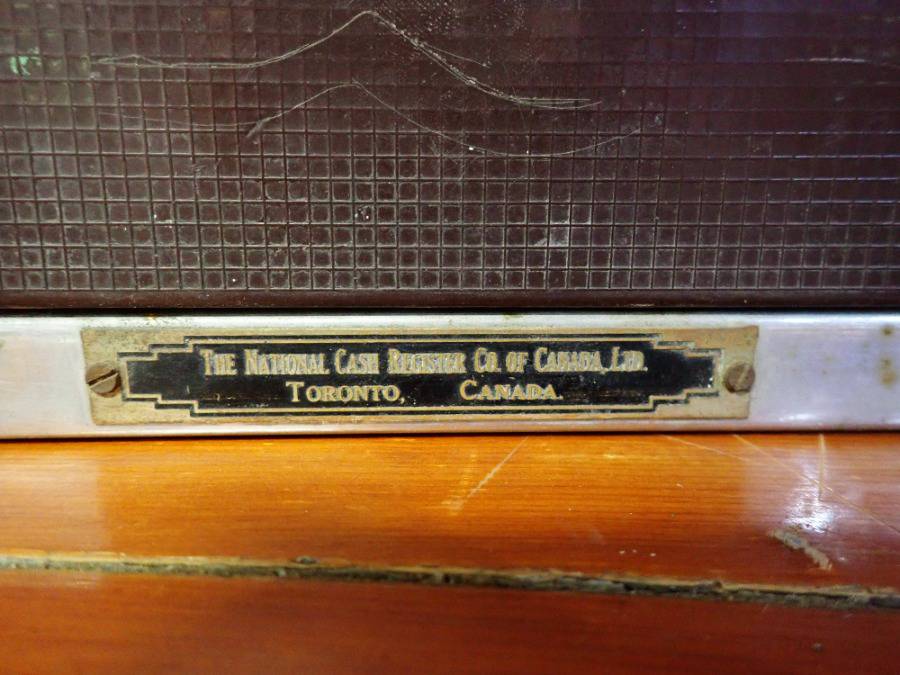 The National Cash Register Co. of Canada, Ltd.
Toronto, Canada.